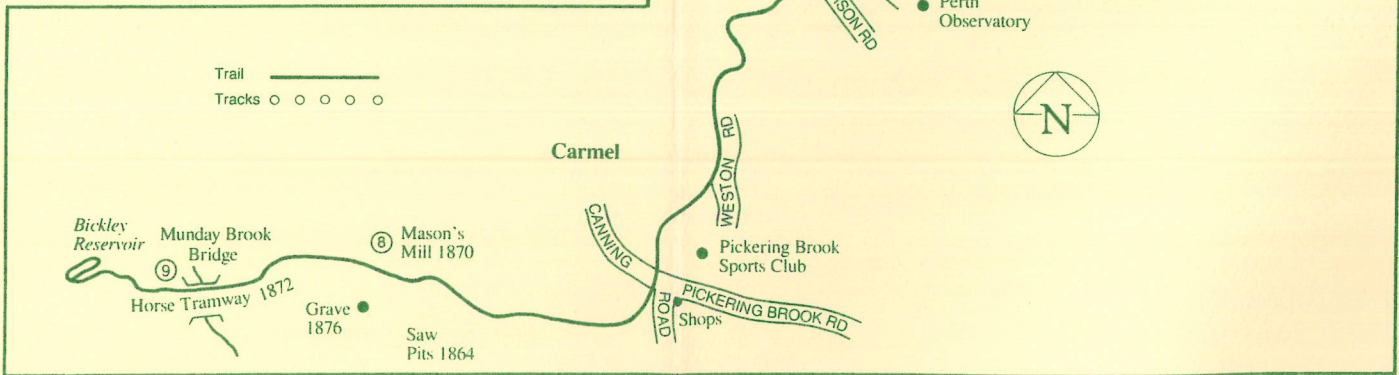 Perth
Observatory
SON RD
Trail
Tracks
N
WESTON RD
Carmel
CANNING
ROAD
Bickley
Reservoir
Munday Brook
Bridge
8
Mason's
Mill 1870
Pickering Brook
Sports Club
9
Horse Tramway 1872
PICKERING BROOK RD
Grave
1876
Shops
Saw
Pits 1864